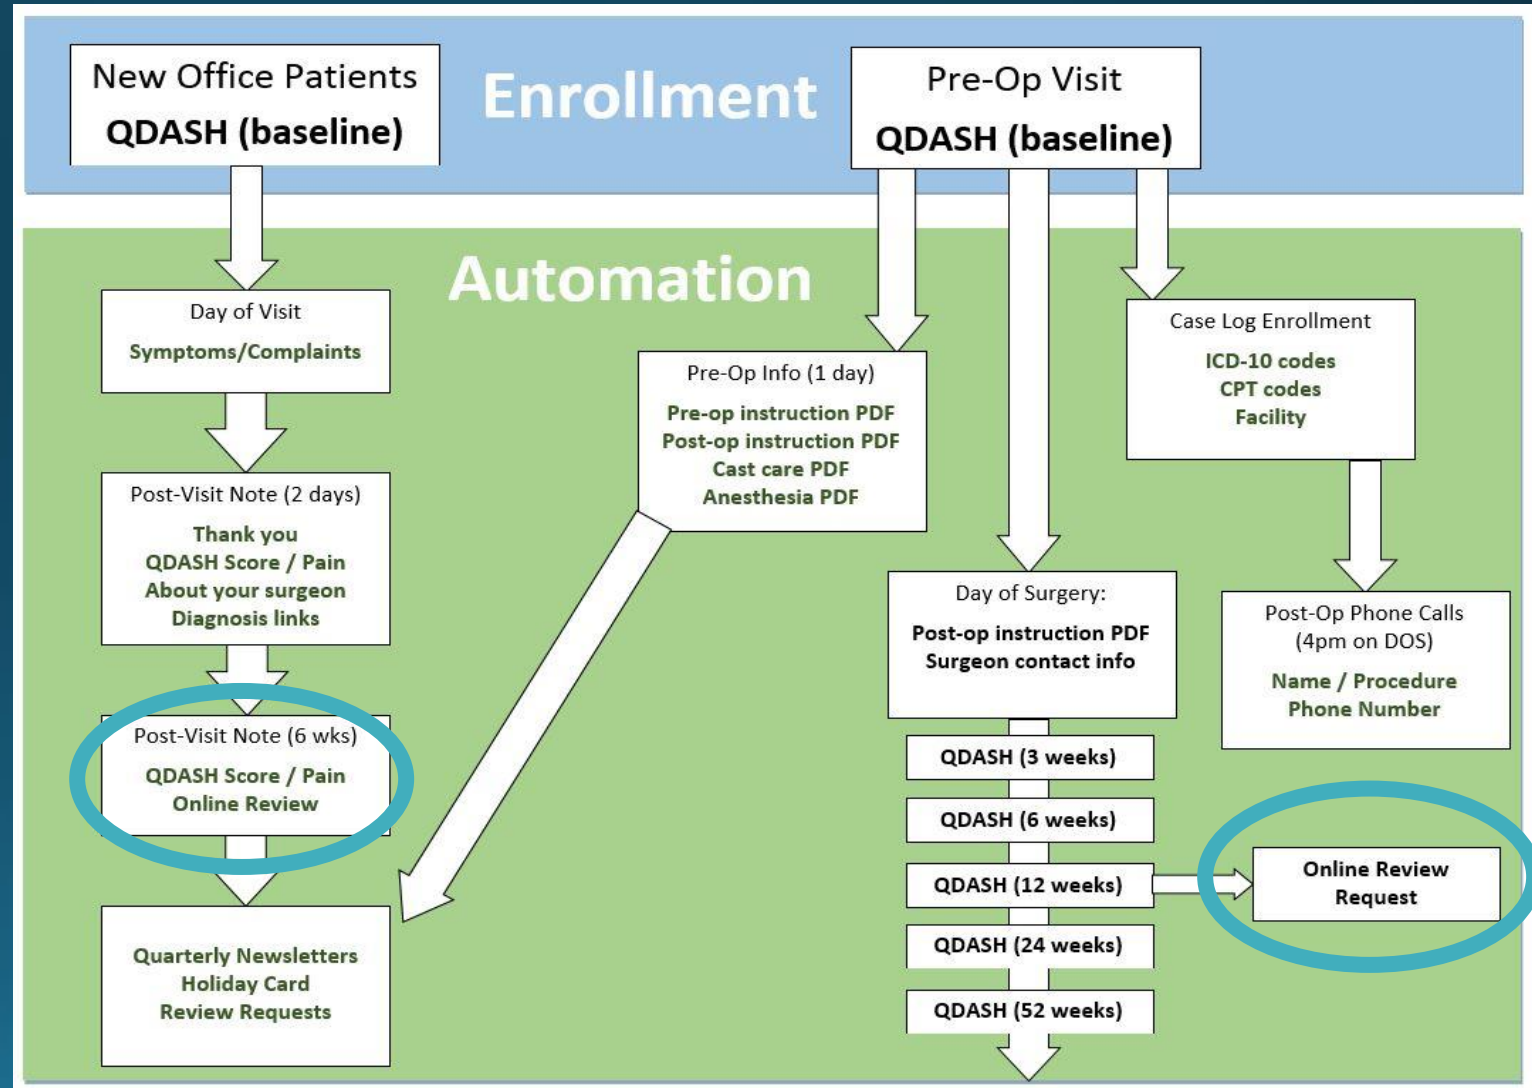 New Office Patients
QDASH (baseline)
Enrollment
Pre-Op Visit
QDASH (baseline)
Automation
Day of Visit
Symptoms/Complaints
Post-Visit Note (2 days)
Thank you
QDASH Score / Pain
About your surgeon
Diagnosis links
Post-Visit Note (6 wks)
QDASH Score / Pain
Online Review
Quarterly Newsletters
Holiday Card
Review Requests
Pre-Op Info (1 day)
Pre-op instruction PDF
Post-op instruction PDF
Cast care PDF
Anesthesia PDF
Day of Surgery:
Post-op instruction PDF
Surgeon contact info
QDASH (3 weeks)
QDASH (6 weeks)
QDASH (12 weeks)
QDASH (24 weeks)
QDASH (52 weeks)
Case Log Enrollment
ICD-10 codes
CPT codes
Facility
Post-Op Phone Calls
(4pm on DOS)
Name / Procedure
Phone Number
Online Review
Request